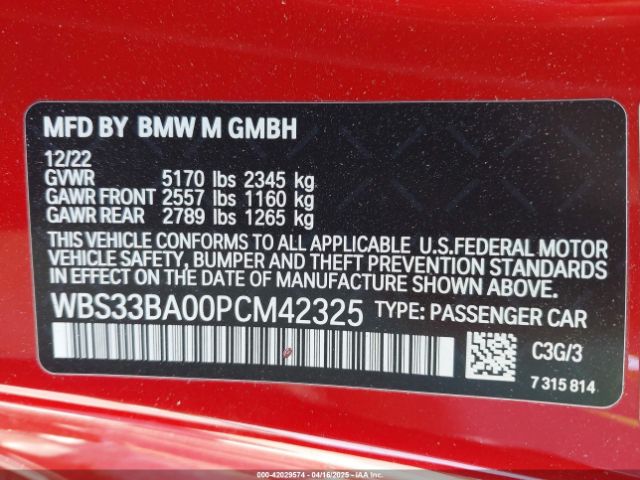 MFD BY BMW M GMBH
12/22
GVWR 5170 lbs 2345 kg
GAWR FRONT 2557 lbs 1160 kg
GAWR REAR 2789 lbs 1265 kg
THIS VEHICLE CONFORMS TO ALL APPLICABLE U.S.FEDERAL MOTOR
VEHICLE SAFETY, BUMPER AND THEFT PREVENTION STANDARDS
IN EFFECT ON THE DATE OF MANUFACTURE SHOWN ABOVE.
WBS33BA00PCM42325 TYPE: PASSENGER CAR
C3G/3
7 315 814
000-42029574 - 04/16/2025 - IAA, Inc.